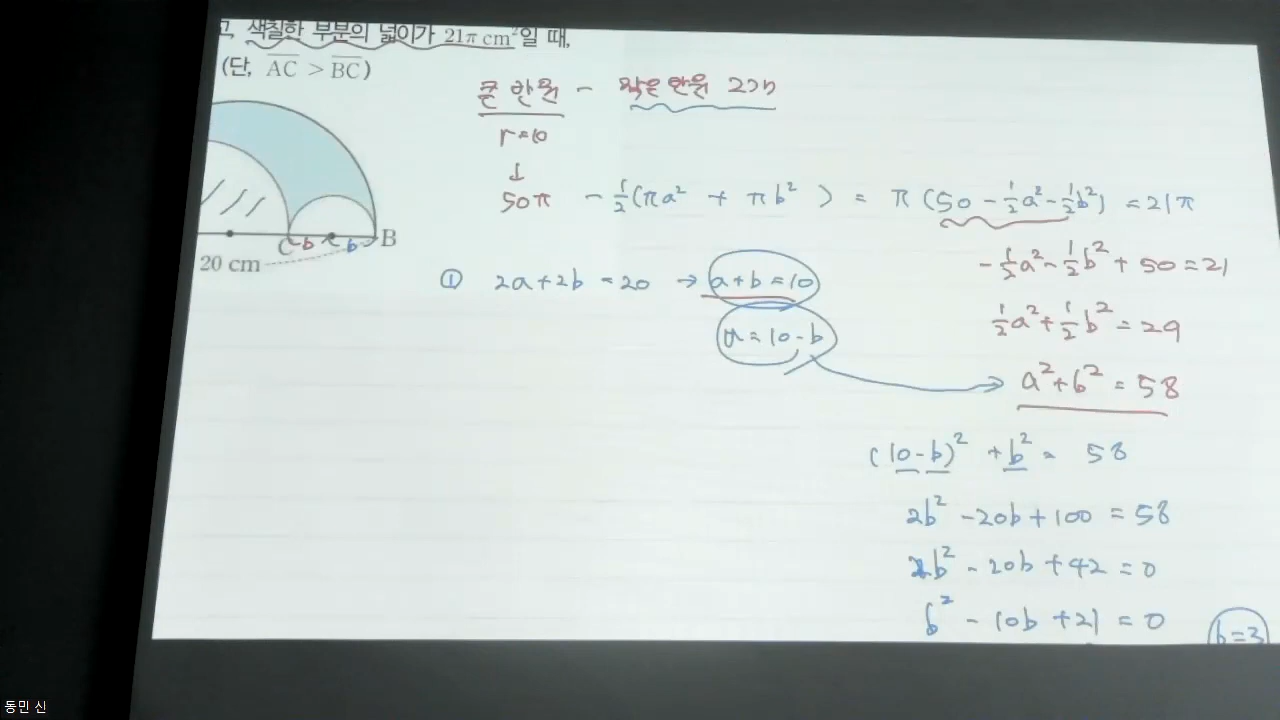 고, 색칠한 부분의 넓이가 21π cm²일 때,
(단, AC > BC)
큰 반원 - 작은 반원 2개
r=10
↓
50π - ½(πa² + πb² ) = π (50 - ½a² - ½b²) = 21π
C b b B
20 cm
- ½a² - ½b² + 50 = 21
① 2a+2b = 20 → a+b = 10
½a² + ½b² = 29
a = 10 - b
a² + b² = 58
(10-b)² + b² = 58
2b² - 20b + 100 = 58
2b² - 20b + 42 = 0
b² - 10b + 21 = 0
b=3
동민 신